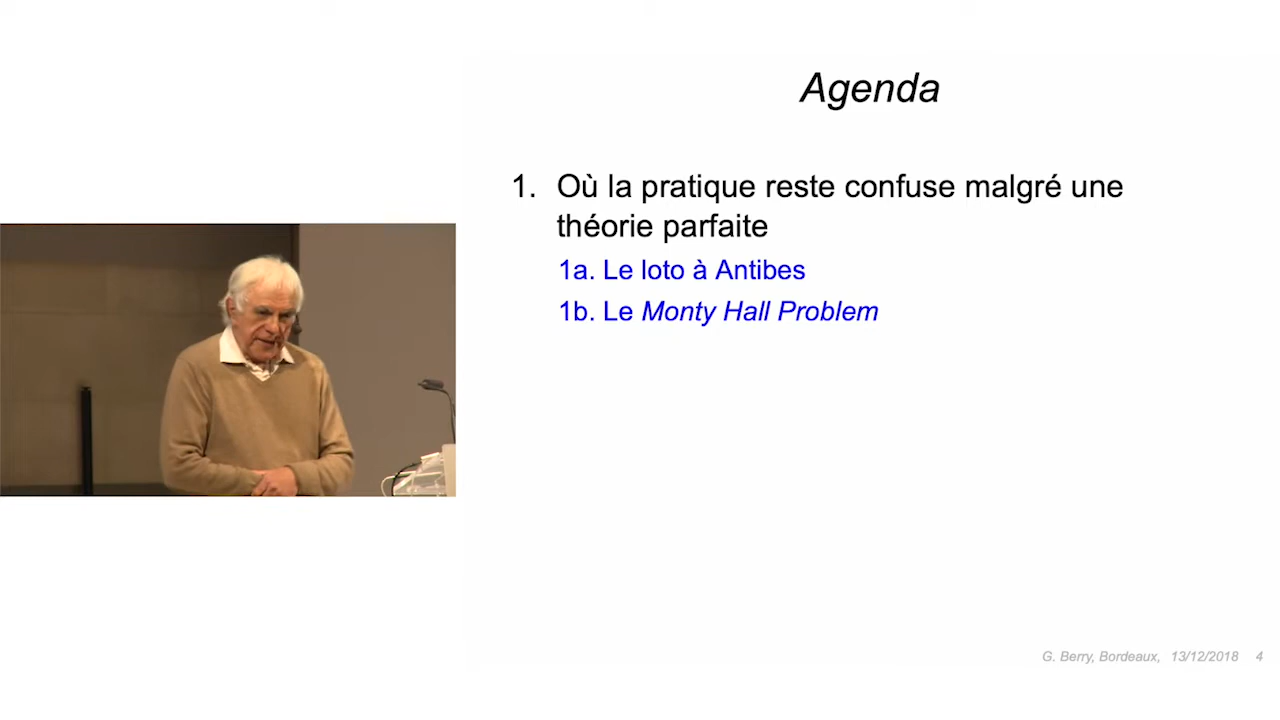 Agenda
1. Où la pratique reste confuse malgré une
théorie parfaite
1a. Le loto à Antibes
1b. Le Monty Hall Problem
G. Berry, Bordeaux, 13/12/2018 4